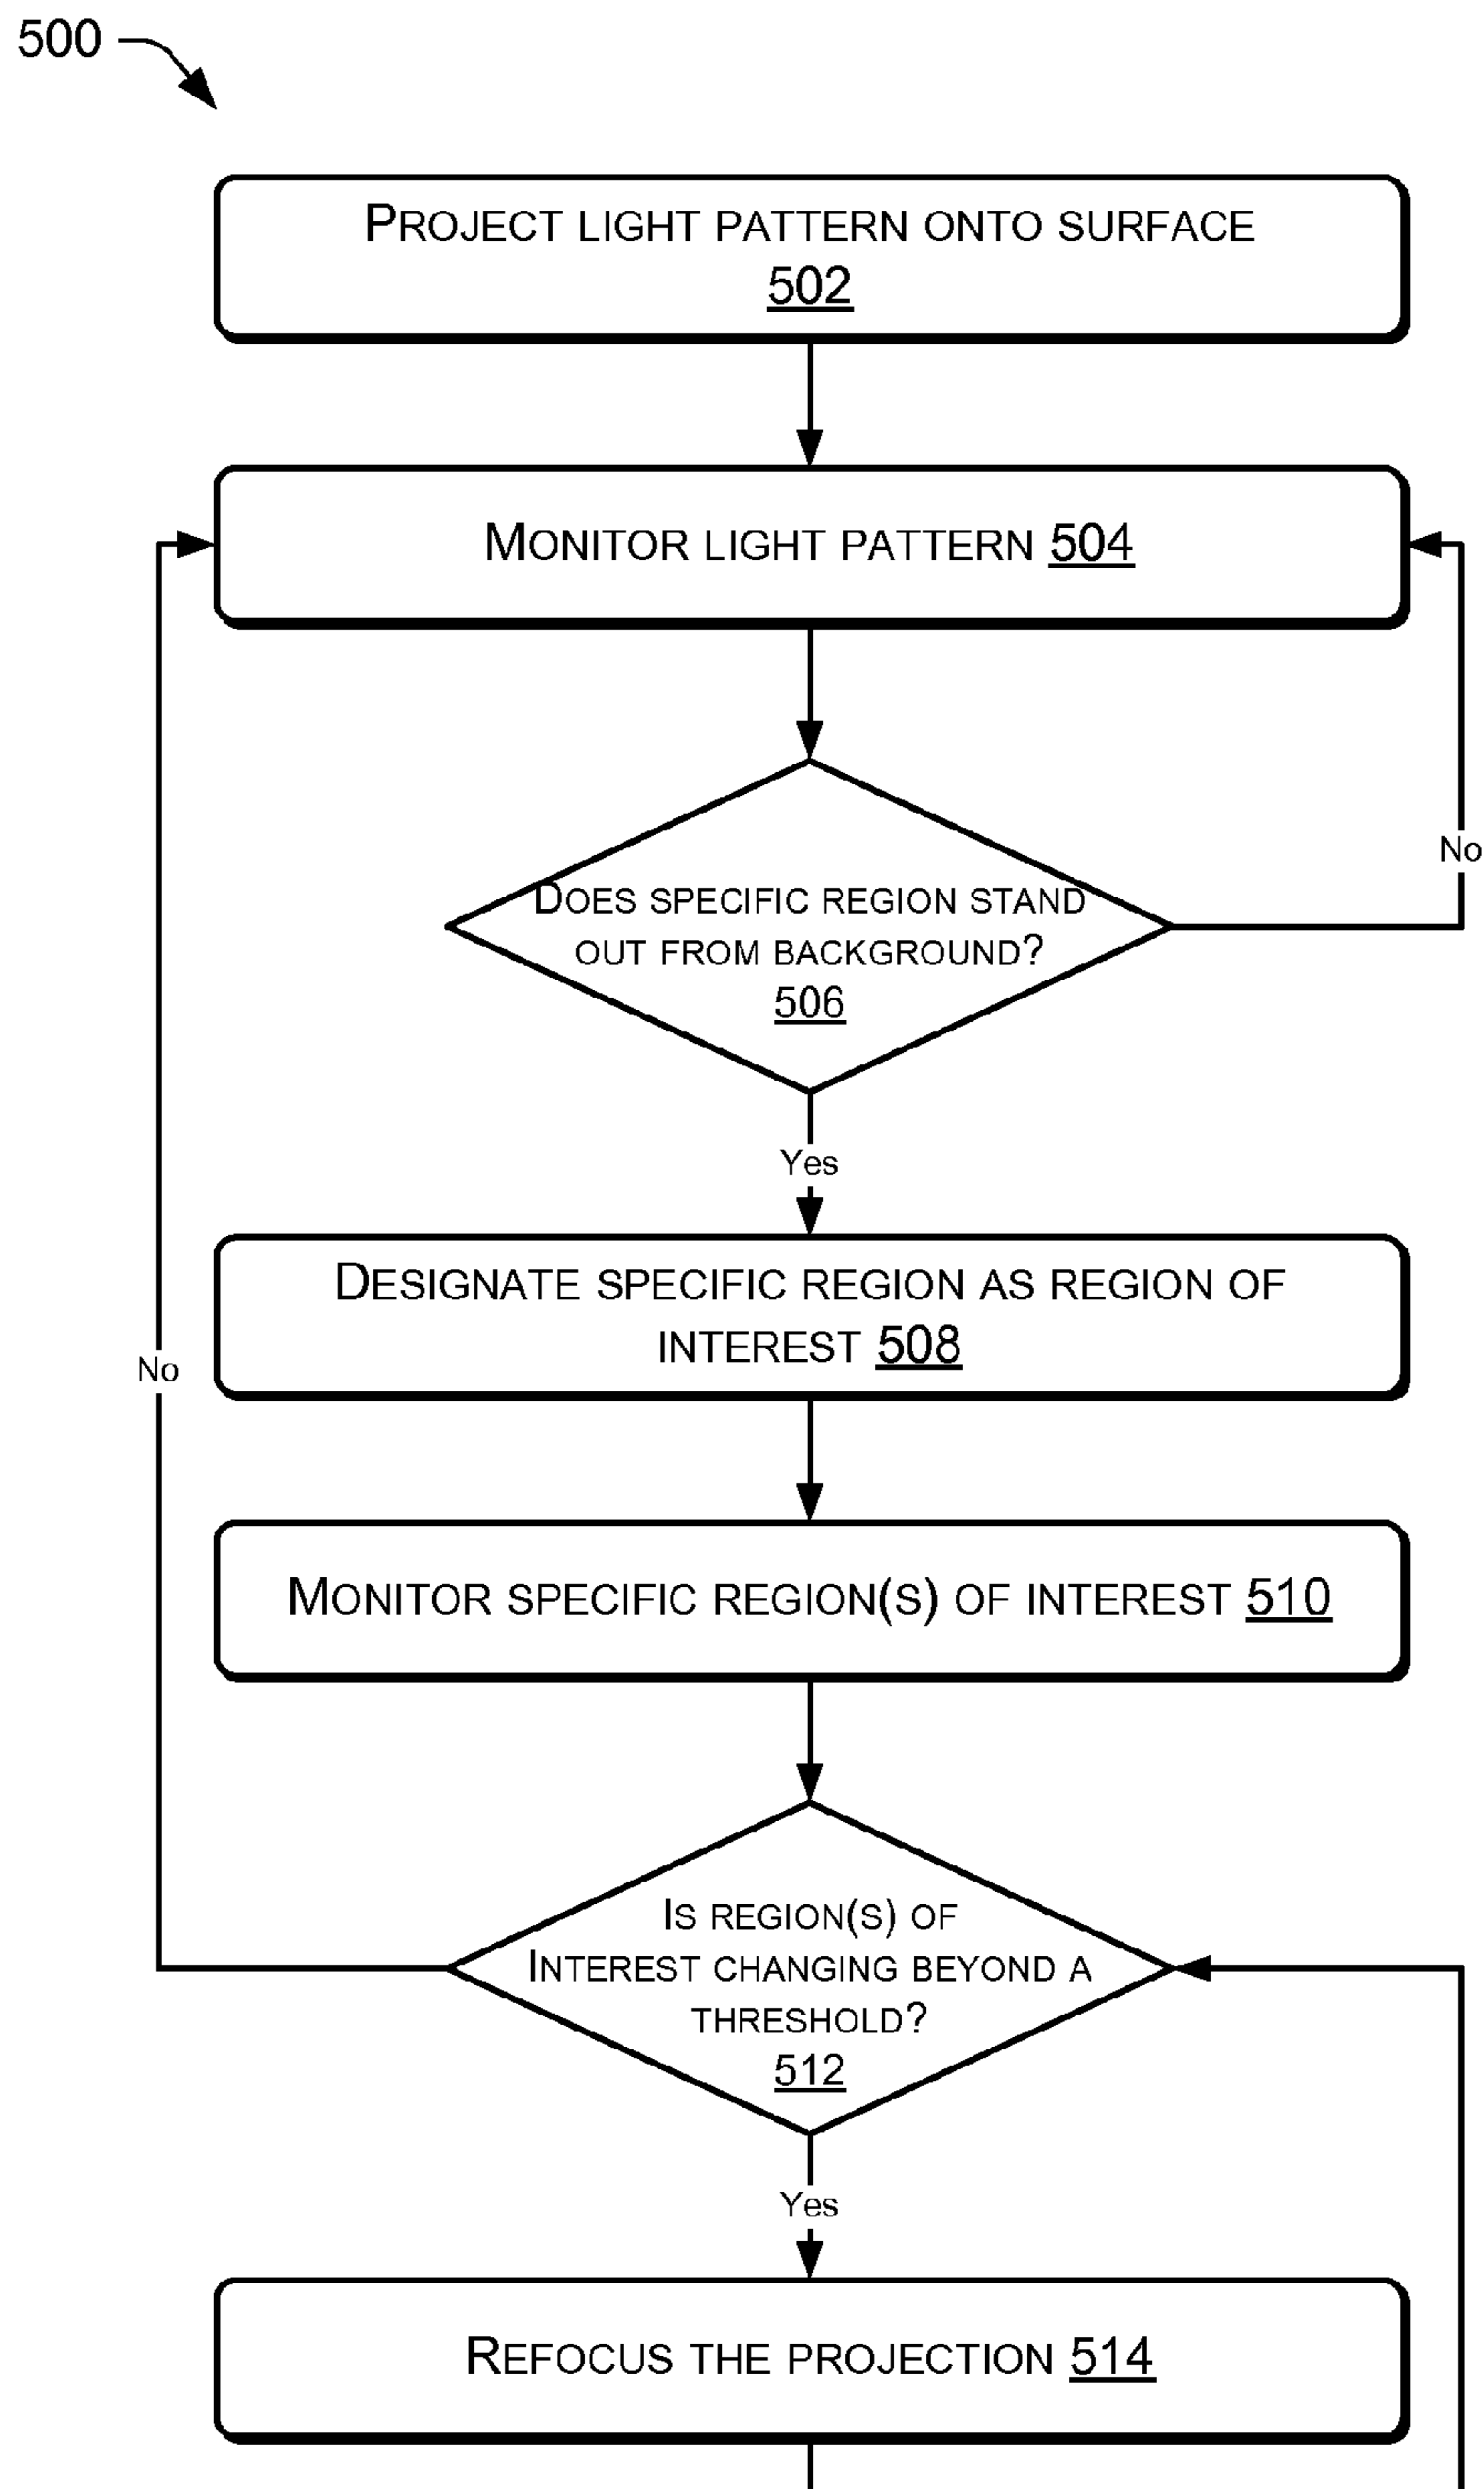 500
PROJECT LIGHT PATTERN ONTO SURFACE
502
MONITOR LIGHT PATTERN 504
DOES SPECIFIC REGION STAND
OUT FROM BACKGROUND?
506
No
Yes
DESIGNATE SPECIFIC REGION AS REGION OF
INTEREST 508
No
MONITOR SPECIFIC REGION(S) OF INTEREST 510
IS REGION(S) OF
INTEREST CHANGING BEYOND A
THRESHOLD?
512
Yes
REFOCUS THE PROJECTION 514